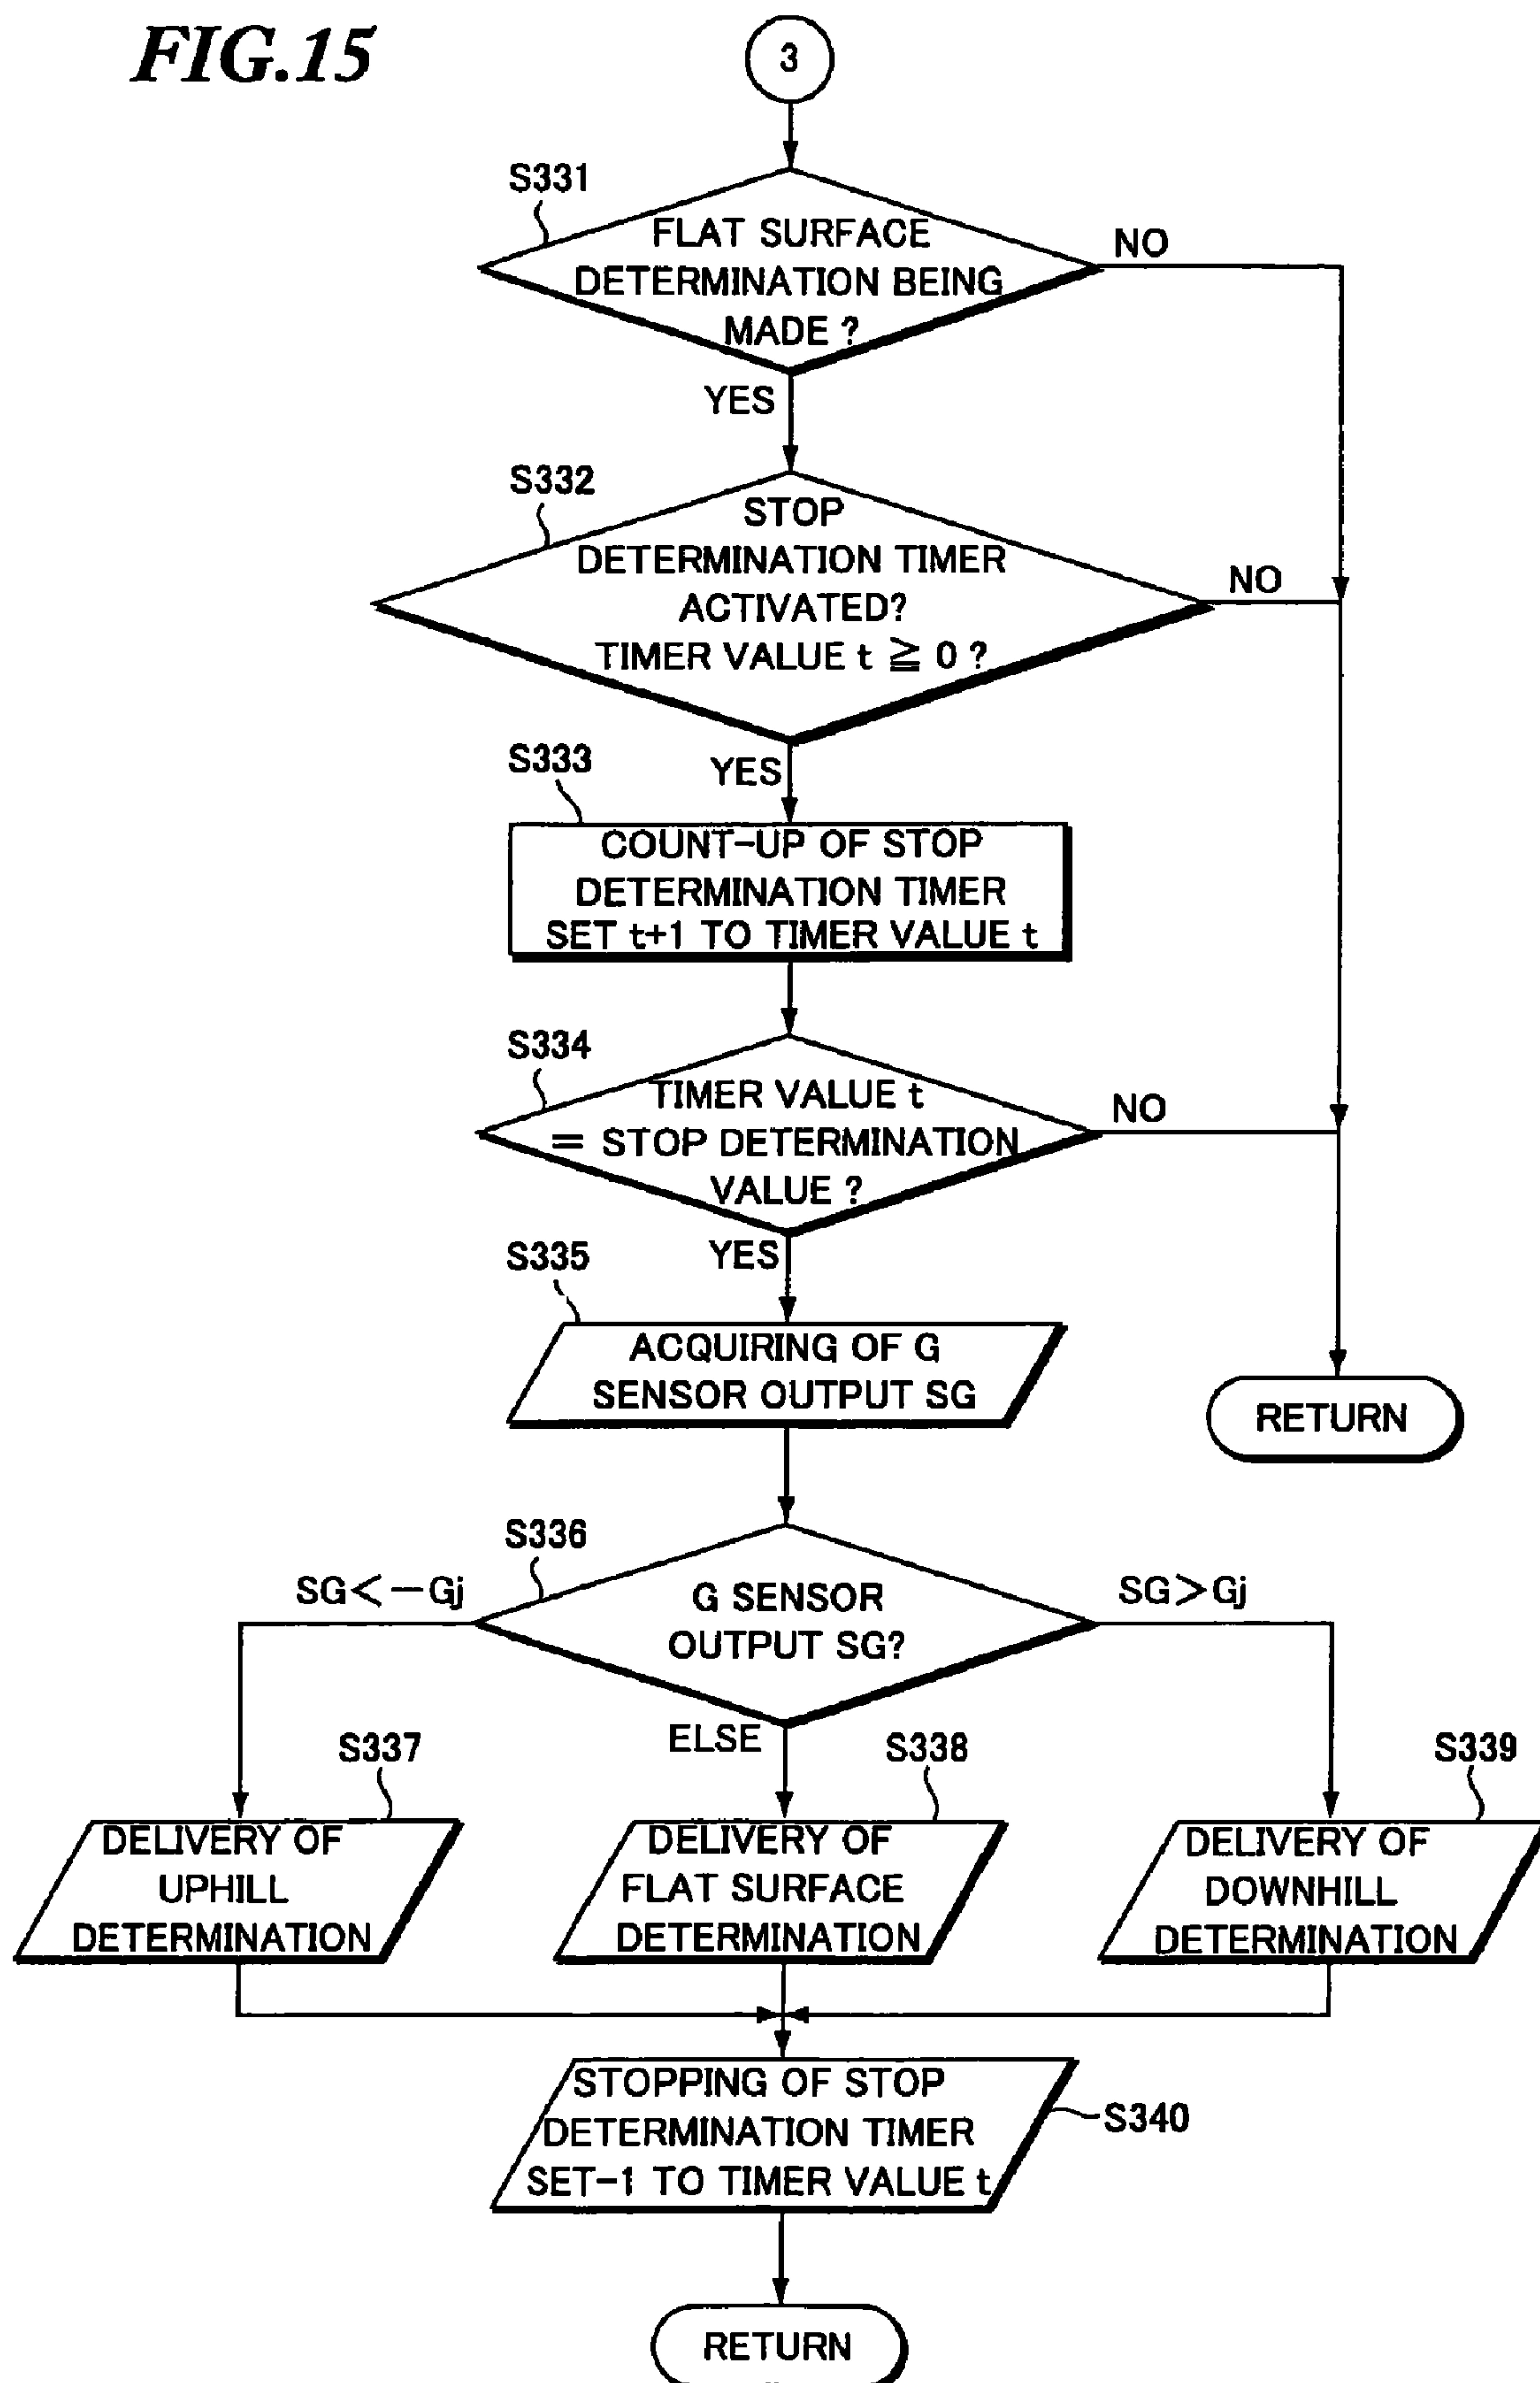 FIG.15
3
S331
FLAT SURFACE
DETERMINATION BEING
MADE ?
NO
YES
S332
STOP
DETERMINATION TIMER
ACTIVATED?
TIMER VALUE t ≧ 0 ?
NO
YES
S333
COUNT-UP OF STOP
DETERMINATION TIMER
SET t+1 TO TIMER VALUE t
S334
TIMER VALUE t
= STOP DETERMINATION
VALUE ?
NO
YES
S335
ACQUIRING OF G
SENSOR OUTPUT SG
RETURN
S336
G SENSOR
OUTPUT SG?
SG<-Gj
SG>Gj
ELSE
S337
DELIVERY OF
UPHILL
DETERMINATION
S338
DELIVERY OF
FLAT SURFACE
DETERMINATION
S339
DELIVERY OF
DOWNHILL
DETERMINATION
STOPPING OF STOP
DETERMINATION TIMER
SET-1 TO TIMER VALUE t
S340
RETURN